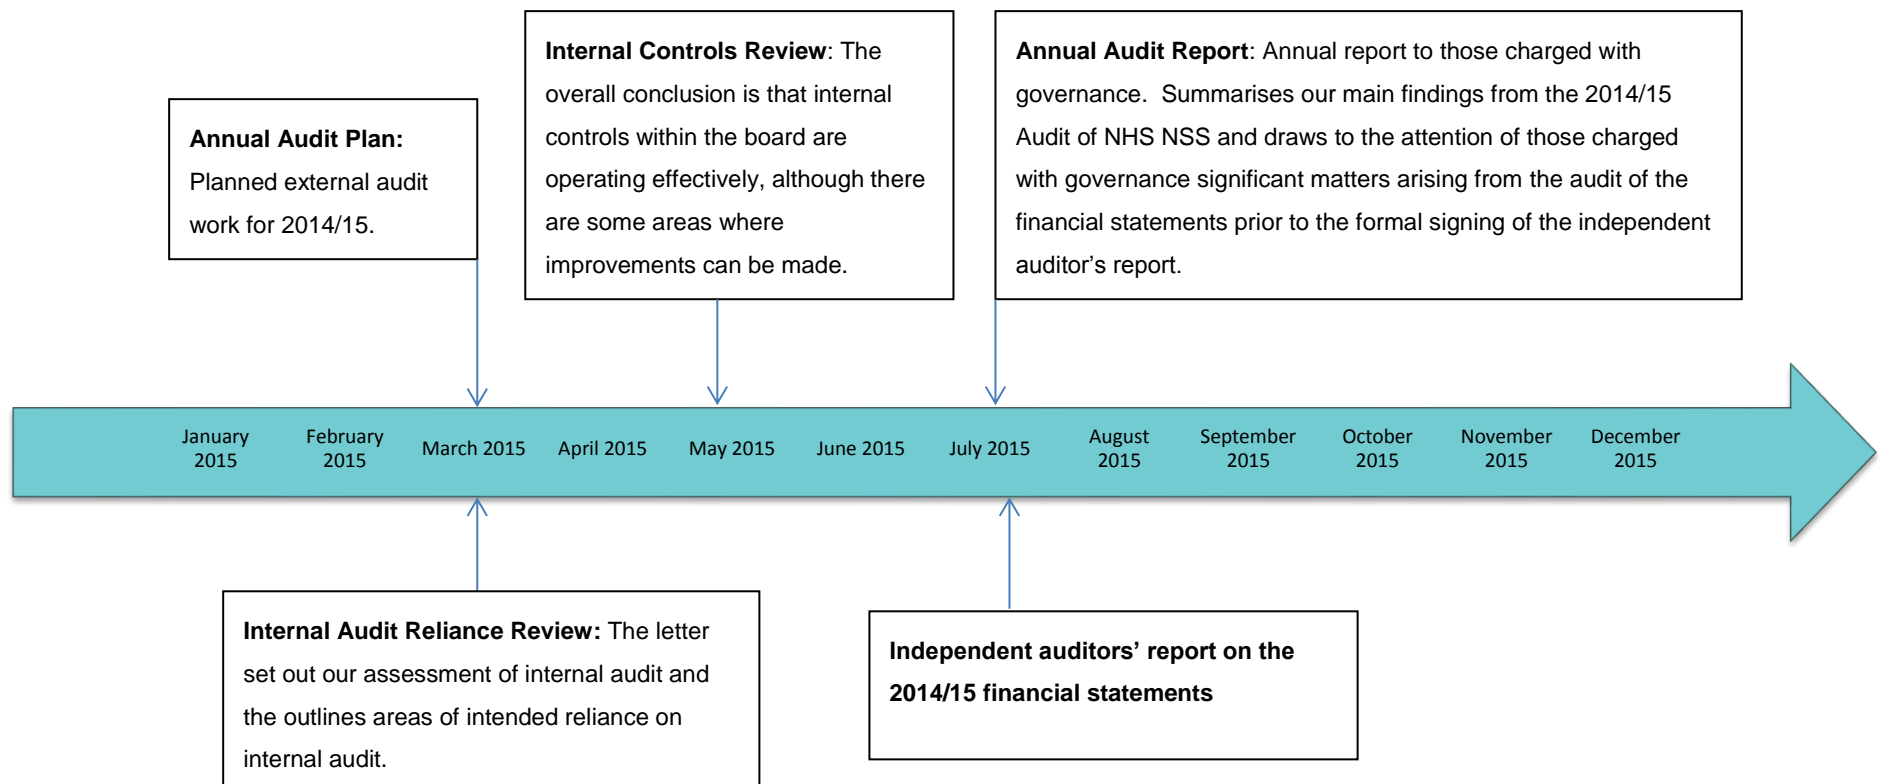 Annual Audit Plan:
Planned external audit
work for 2014/15.
Internal Controls Review: The
overall conclusion is that internal
controls within the board are
operating effectively, although there
are some areas where
improvements can be made.
Annual Audit Report: Annual report to those charged with
governance.  Summarises our main findings from the 2014/15
Audit of NHS NSS and draws to the attention of those charged
with governance significant matters arising from the audit of the
financial statements prior to the formal signing of the independent
auditor’s report.
January
2015
February
2015
March 2015
April 2015
May 2015
June 2015
July 2015
August
2015
September
2015
October
2015
November
2015
December
2015
Internal Audit Reliance Review: The letter
set out our assessment of internal audit and
the outlines areas of intended reliance on
internal audit.
Independent auditors’ report on the
2014/15 financial statements